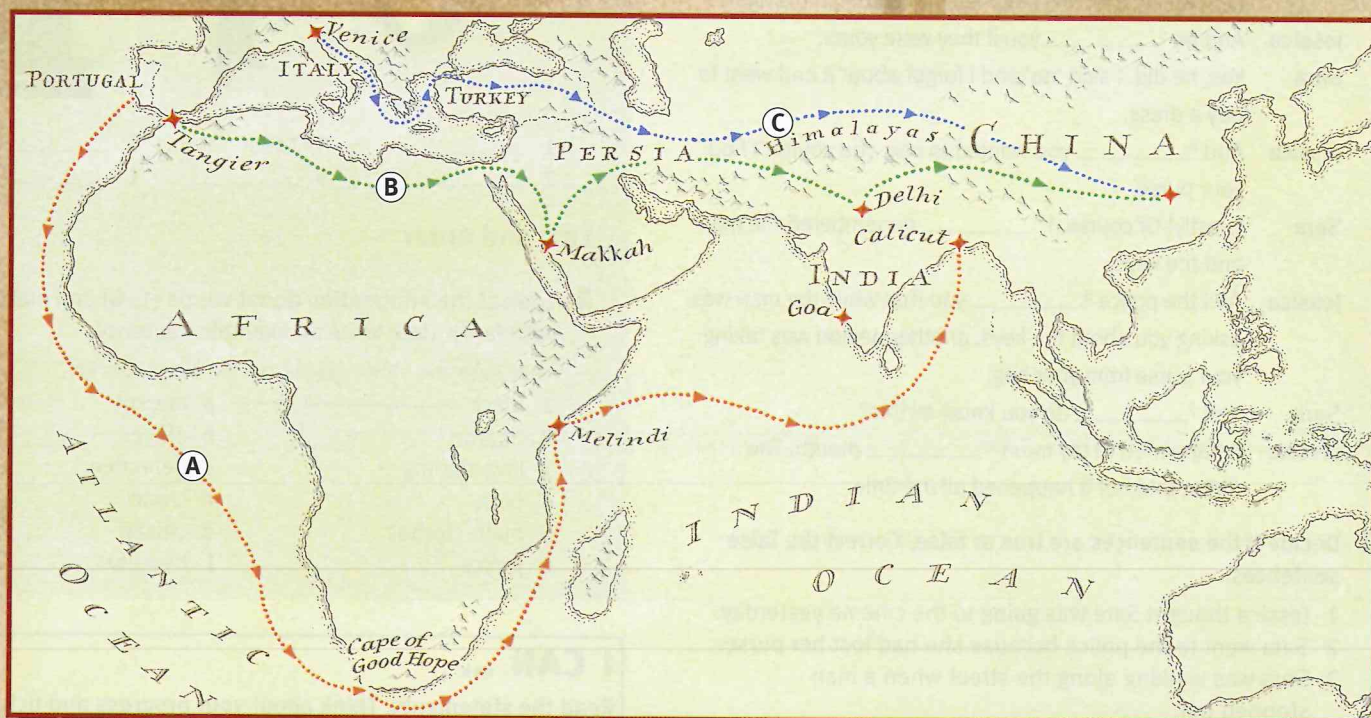 Venice
ITALY
PORTUGAL
TURKEY
Tangier
B
C
Himalayas
CHINA
PERSIA
Delhi
Makkah
Calicut
INDIA
Goa
AFRICA
Melindi
A
ATLANTIC
OCEAN
INDIAN
OCEAN
Cape of
Good Hope